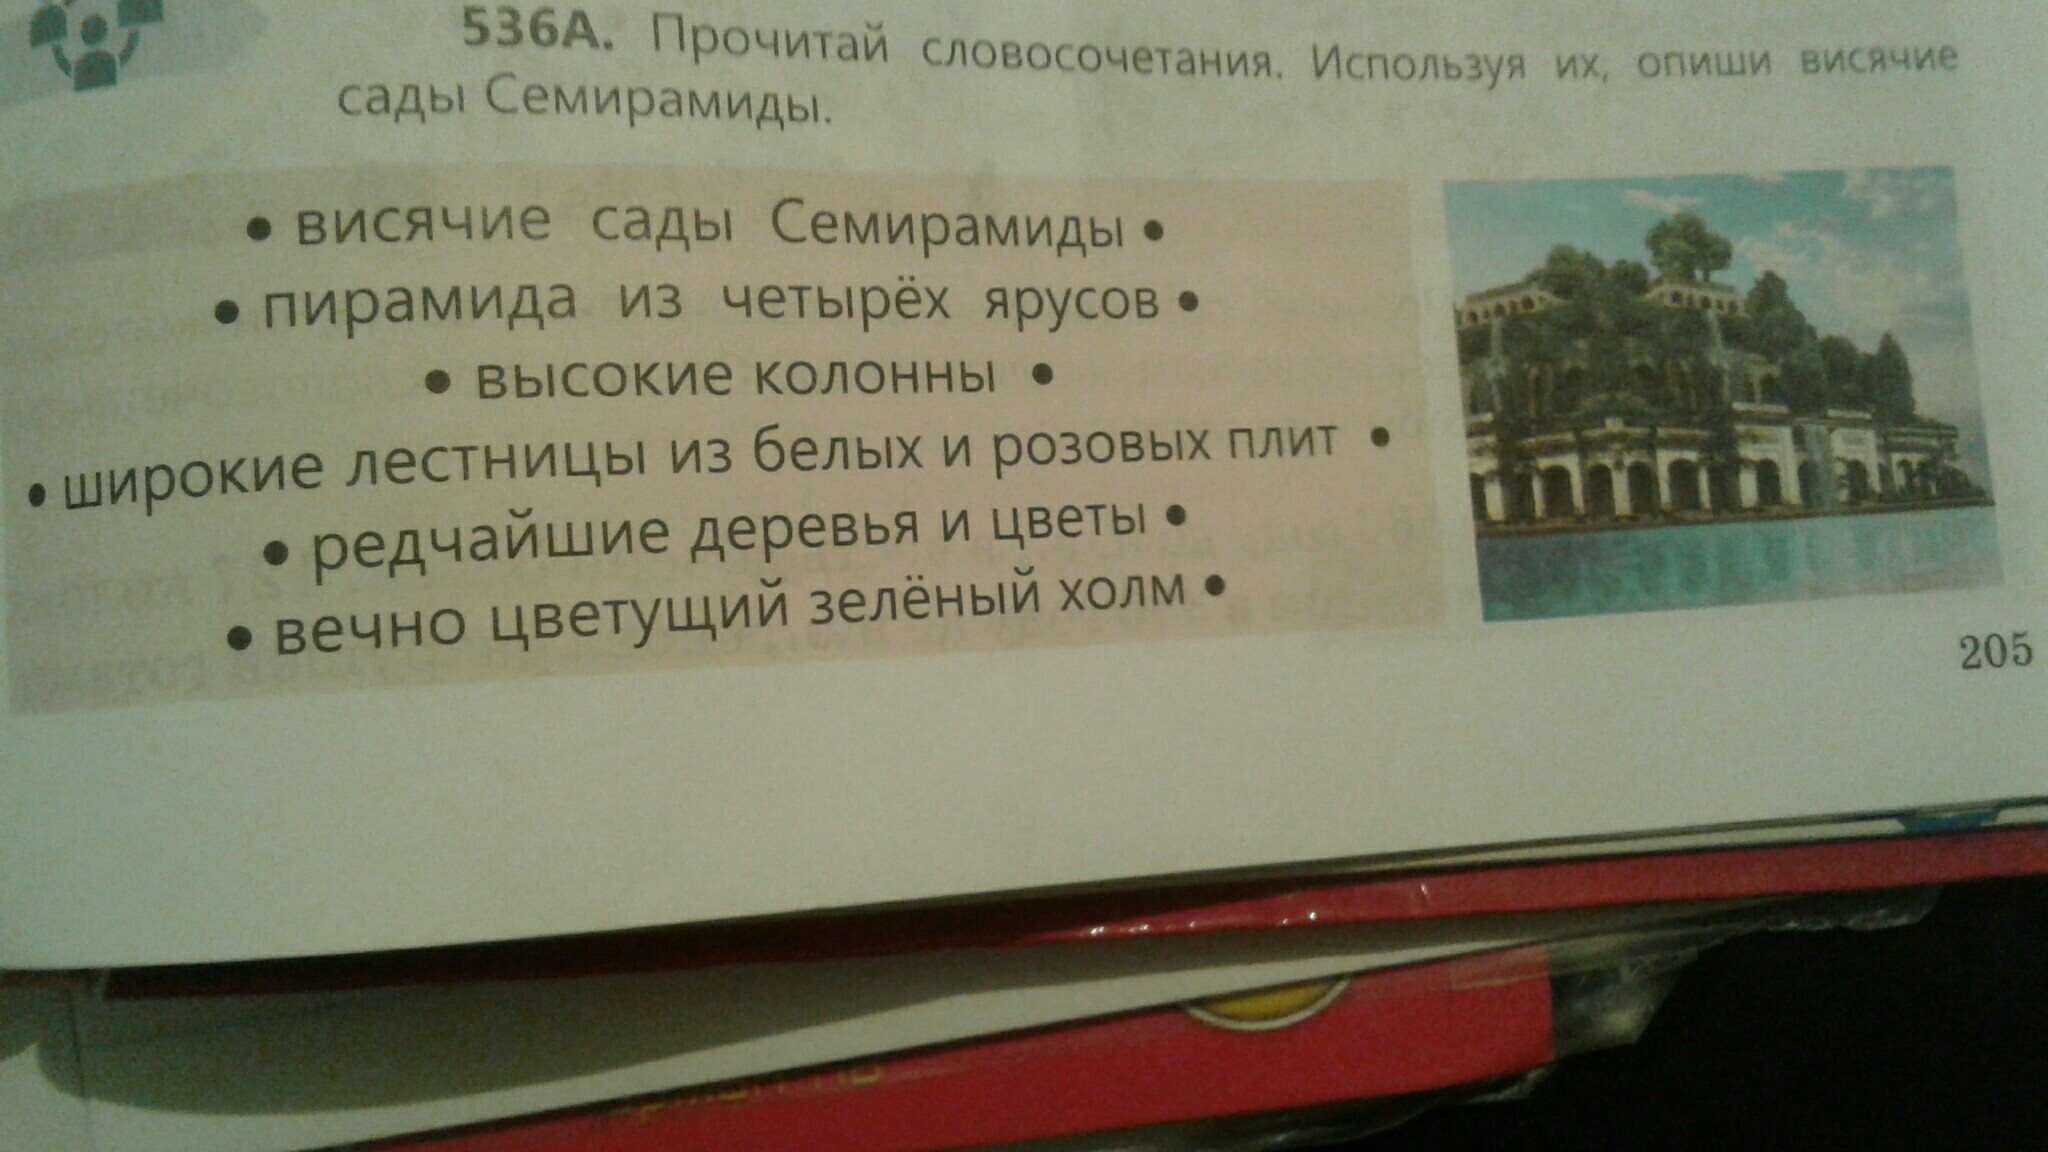 536А. Прочитай словосочетания. Используя их, опиши висячие
сады Семирамиды.
• висячие сады Семирамиды •
• пирамида из четырёх ярусов •
• высокие колонны •
• широкие лестницы из белых и розовых плит •
• редчайшие деревья и цветы •
• вечно цветущий зелёный холм •
205